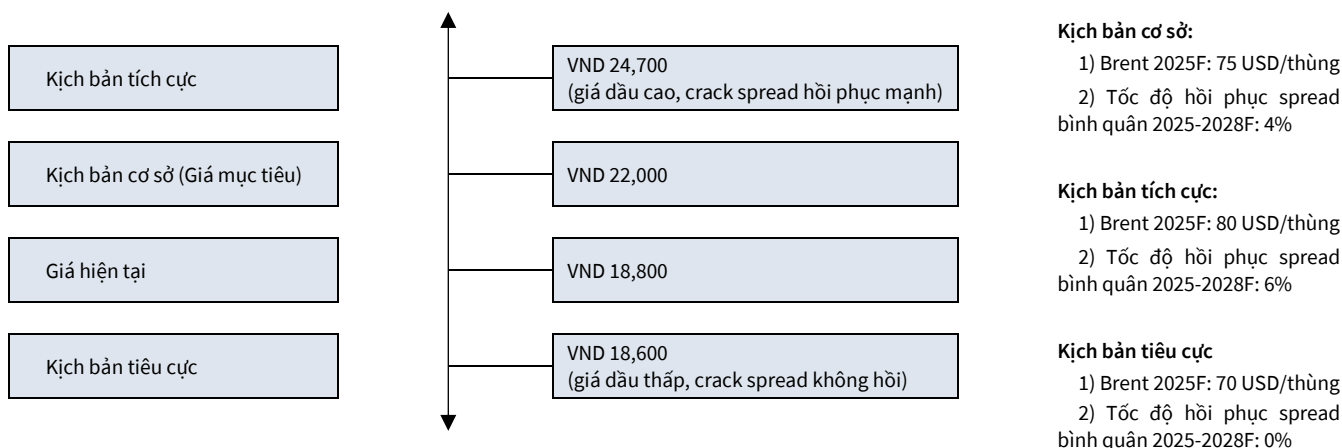 Kịch bản tích cực
VND 24,700
(giá dầu cao, crack spread hồi phục mạnh)
Kịch bản cơ sở (Giá mục tiêu)
VND 22,000
Giá hiện tại
VND 18,800
Kịch bản tiêu cực
VND 18,600
(giá dầu thấp, crack spread không hồi)
Kịch bản cơ sở:
1) Brent 2025F: 75 USD/thùng
2) Tốc độ hồi phục spread
bình quân 2025-2028F: 4%
Kịch bản tích cực:
1) Brent 2025F: 80 USD/thùng
2) Tốc độ hồi phục spread
bình quân 2025-2028F: 6%
Kịch bản tiêu cực
1) Brent 2025F: 70 USD/thùng
2) Tốc độ hồi phục spread
bình quân 2025-2028F: 0%